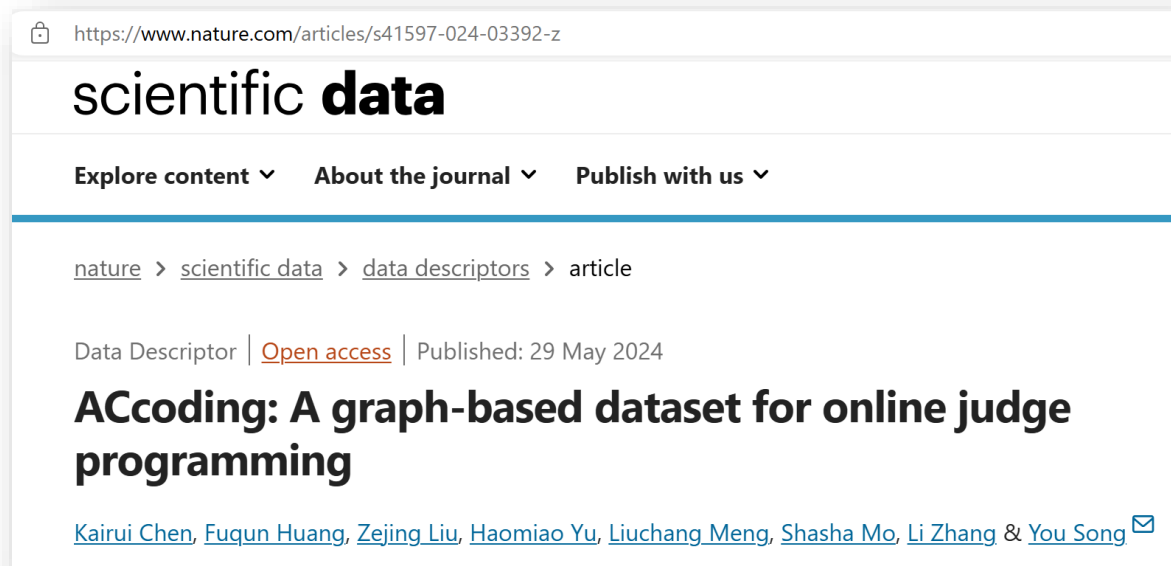 https://www.nature.com/articles/s41597-024-03392-z
scientific data
Explore content About the journal Publish with us
nature > scientific data > data descriptors > article
Data Descriptor | Open access | Published: 29 May 2024
ACcoding: A graph-based dataset for online judge
programming
Kairui Chen, Fuqun Huang, Zejing Liu, Haomiao Yu, Liuchang Meng, Shasha Mo, Li Zhang & You Song